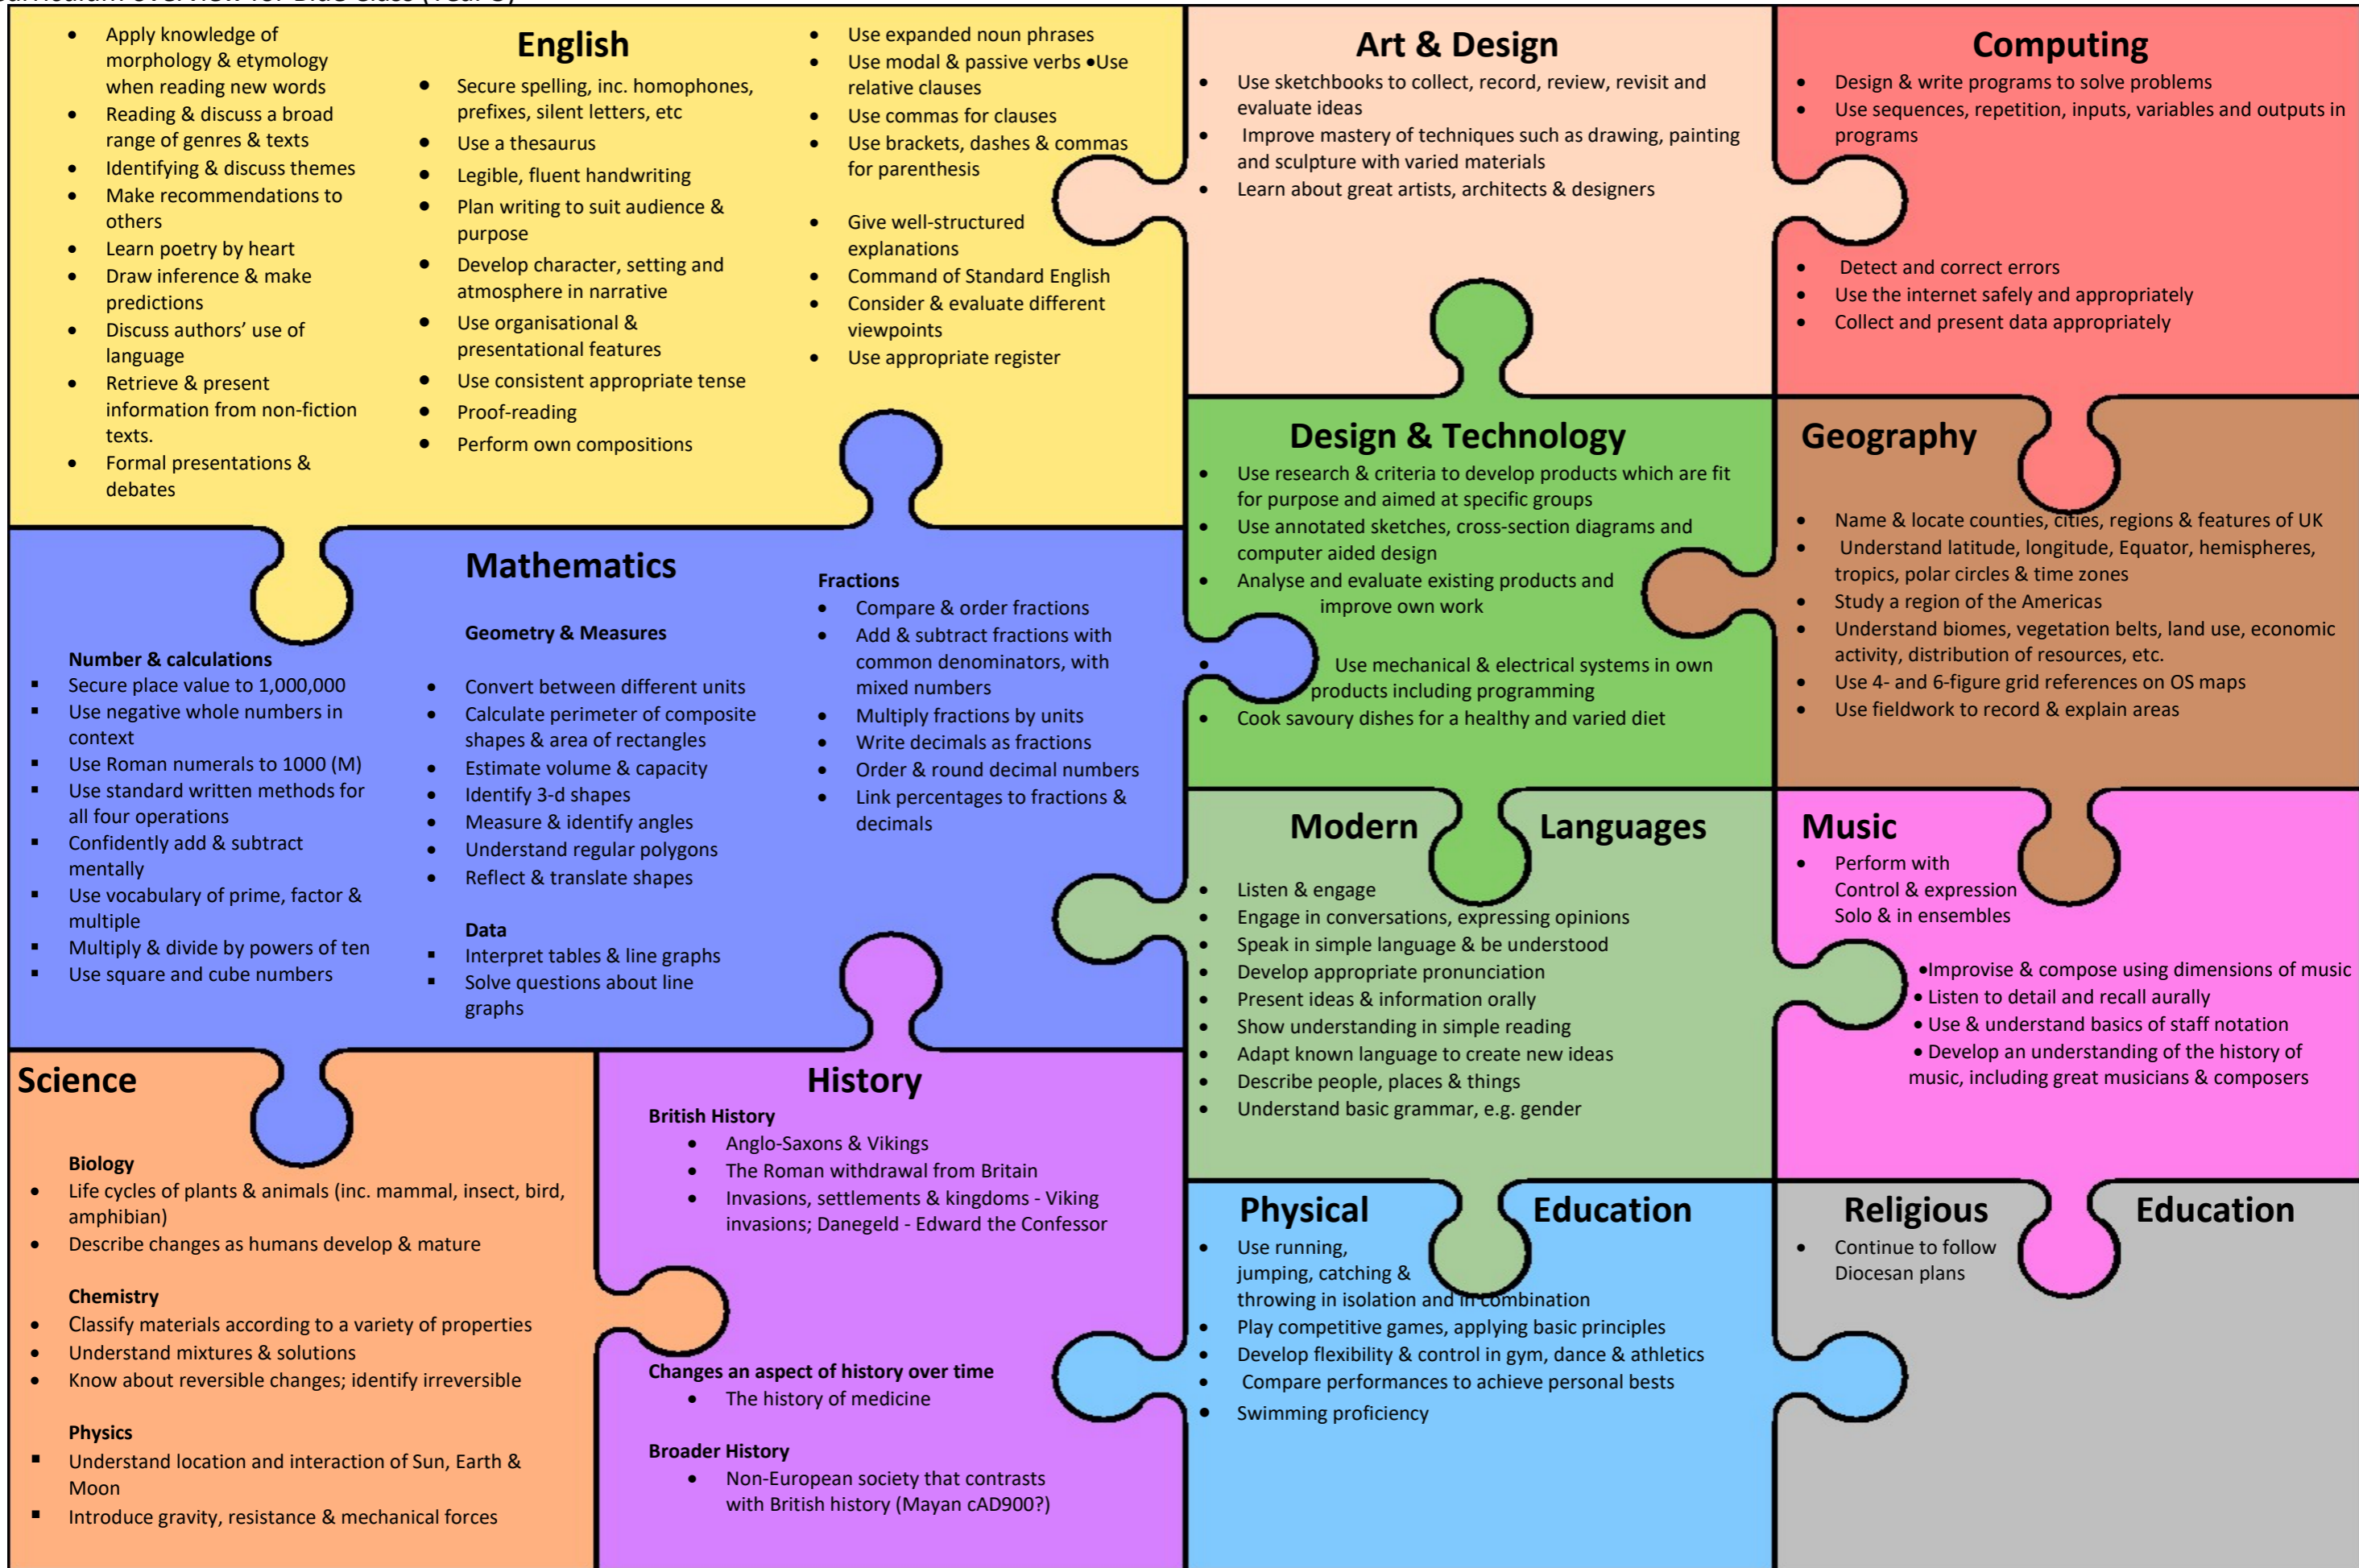 Curriculum overview for Blue Class (Year 5)
• Apply knowledge of
morphology & etymology
when reading new words
• Reading & discuss a broad
range of genres & texts
• Identifying & discuss themes
• Make recommendations to
others
• Learn poetry by heart
• Draw inference & make
predictions
• Discuss authors’ use of
language
• Retrieve & present
information from non-fiction
texts.
• Formal presentations &
debates
English
• Secure spelling, inc. homophones,
prefixes, silent letters, etc
• Use a thesaurus
• Legible, fluent handwriting
• Plan writing to suit audience &
purpose
• Develop character, setting and
atmosphere in narrative
• Use organisational &
presentational features
• Use consistent appropriate tense
• Proof-reading
• Perform own compositions
• Use expanded noun phrases
• Use modal & passive verbs •Use
relative clauses
• Use commas for clauses
• Use brackets, dashes & commas
for parenthesis
• Give well-structured
explanations
• Command of Standard English
• Consider & evaluate different
viewpoints
• Use appropriate register
Art & Design
• Use sketchbooks to collect, record, review, revisit and
evaluate ideas
• Improve mastery of techniques such as drawing, painting
and sculpture with varied materials
• Learn about great artists, architects & designers
Computing
• Design & write programs to solve problems
• Use sequences, repetition, inputs, variables and outputs in
programs
• Detect and correct errors
• Use the internet safely and appropriately
• Collect and present data appropriately
Design & Technology
• Use research & criteria to develop products which are fit
for purpose and aimed at specific groups
• Use annotated sketches, cross-section diagrams and
computer aided design
• Analyse and evaluate existing products and
improve own work
• Use mechanical & electrical systems in own
products including programming
• Cook savoury dishes for a healthy and varied diet
Geography
• Name & locate counties, cities, regions & features of UK
• Understand latitude, longitude, Equator, hemispheres,
tropics, polar circles & time zones
• Study a region of the Americas
• Understand biomes, vegetation belts, land use, economic
activity, distribution of resources, etc.
• Use 4- and 6-figure grid references on OS maps
• Use fieldwork to record & explain areas
Mathematics
Number & calculations
▪ Secure place value to 1,000,000
▪ Use negative whole numbers in
context
▪ Use Roman numerals to 1000 (M)
▪ Use standard written methods for
all four operations
▪ Confidently add & subtract
mentally
▪ Use vocabulary of prime, factor &
multiple
▪ Multiply & divide by powers of ten
▪ Use square and cube numbers
Geometry & Measures
• Convert between different units
• Calculate perimeter of composite
shapes & area of rectangles
• Estimate volume & capacity
• Identify 3-d shapes
• Measure & identify angles
• Understand regular polygons
• Reflect & translate shapes
Data
▪ Interpret tables & line graphs
▪ Solve questions about line
graphs
Fractions
• Compare & order fractions
• Add & subtract fractions with
common denominators, with
mixed numbers
• Multiply fractions by units
• Write decimals as fractions
• Order & round decimal numbers
• Link percentages to fractions &
decimals
Modern Languages
• Listen & engage
• Engage in conversations, expressing opinions
• Speak in simple language & be understood
• Develop appropriate pronunciation
• Present ideas & information orally
• Show understanding in simple reading
• Adapt known language to create new ideas
• Describe people, places & things
• Understand basic grammar, e.g. gender
Music
• Perform with
Control & expression
Solo & in ensembles
•Improvise & compose using dimensions of music
• Listen to detail and recall aurally
• Use & understand basics of staff notation
• Develop an understanding of the history of
music, including great musicians & composers
Science
Biology
• Life cycles of plants & animals (inc. mammal, insect, bird,
amphibian)
• Describe changes as humans develop & mature
Chemistry
• Classify materials according to a variety of properties
• Understand mixtures & solutions
• Know about reversible changes; identify irreversible
Physics
▪ Understand location and interaction of Sun, Earth &
Moon
▪ Introduce gravity, resistance & mechanical forces
History
British History
• Anglo-Saxons & Vikings
• The Roman withdrawal from Britain
• Invasions, settlements & kingdoms - Viking
invasions; Danegeld - Edward the Confessor
Changes an aspect of history over time
• The history of medicine
Broader History
• Non-European society that contrasts
with British history (Mayan cAD900?)
Physical Education
• Use running,
jumping, catching &
throwing in isolation and in combination
• Play competitive games, applying basic principles
• Develop flexibility & control in gym, dance & athletics
• Compare performances to achieve personal bests
• Swimming proficiency
Religious Education
• Continue to follow
Diocesan plans